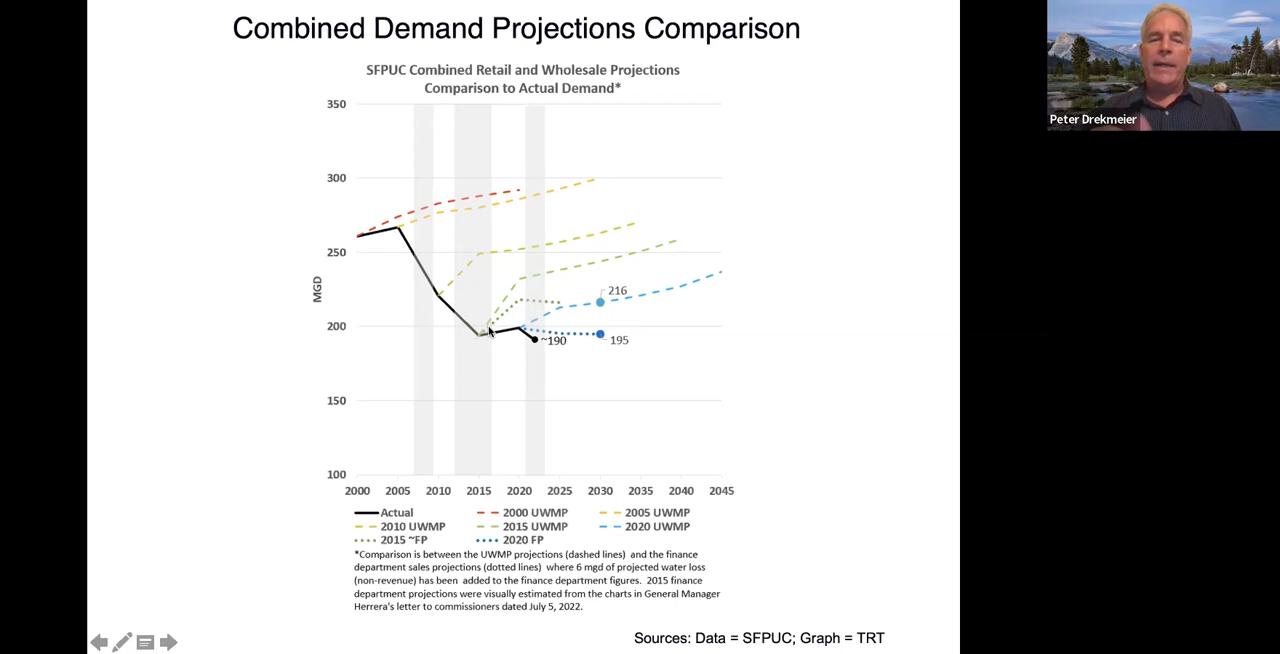 Combined Demand Projections Comparison
SFPUC Combined Retail and Wholesale Projections
Comparison to Actual Demand*
350
300
250
200
150
100
MGD
216
~190
195
2000 2005 2010 2015 2020 2025 2030 2035 2040 2045
Actual 2000 UWMP 2005 UWMP
2010 UWMP 2015 UWMP 2020 UWMP
2015 ~FP 2020 FP
*Comparison is between the UWMP projections (dashed lines) and the finance
department sales projections (dotted lines) where 6 mgd of projected water loss
(non-revenue) has been added to the finance department figures. 2015 finance
department projections were visually estimated from the charts in General Manager
Herrera's letter to commissioners dated July 5, 2022.
Sources: Data = SFPUC; Graph = TRT
Peter Drekmeier